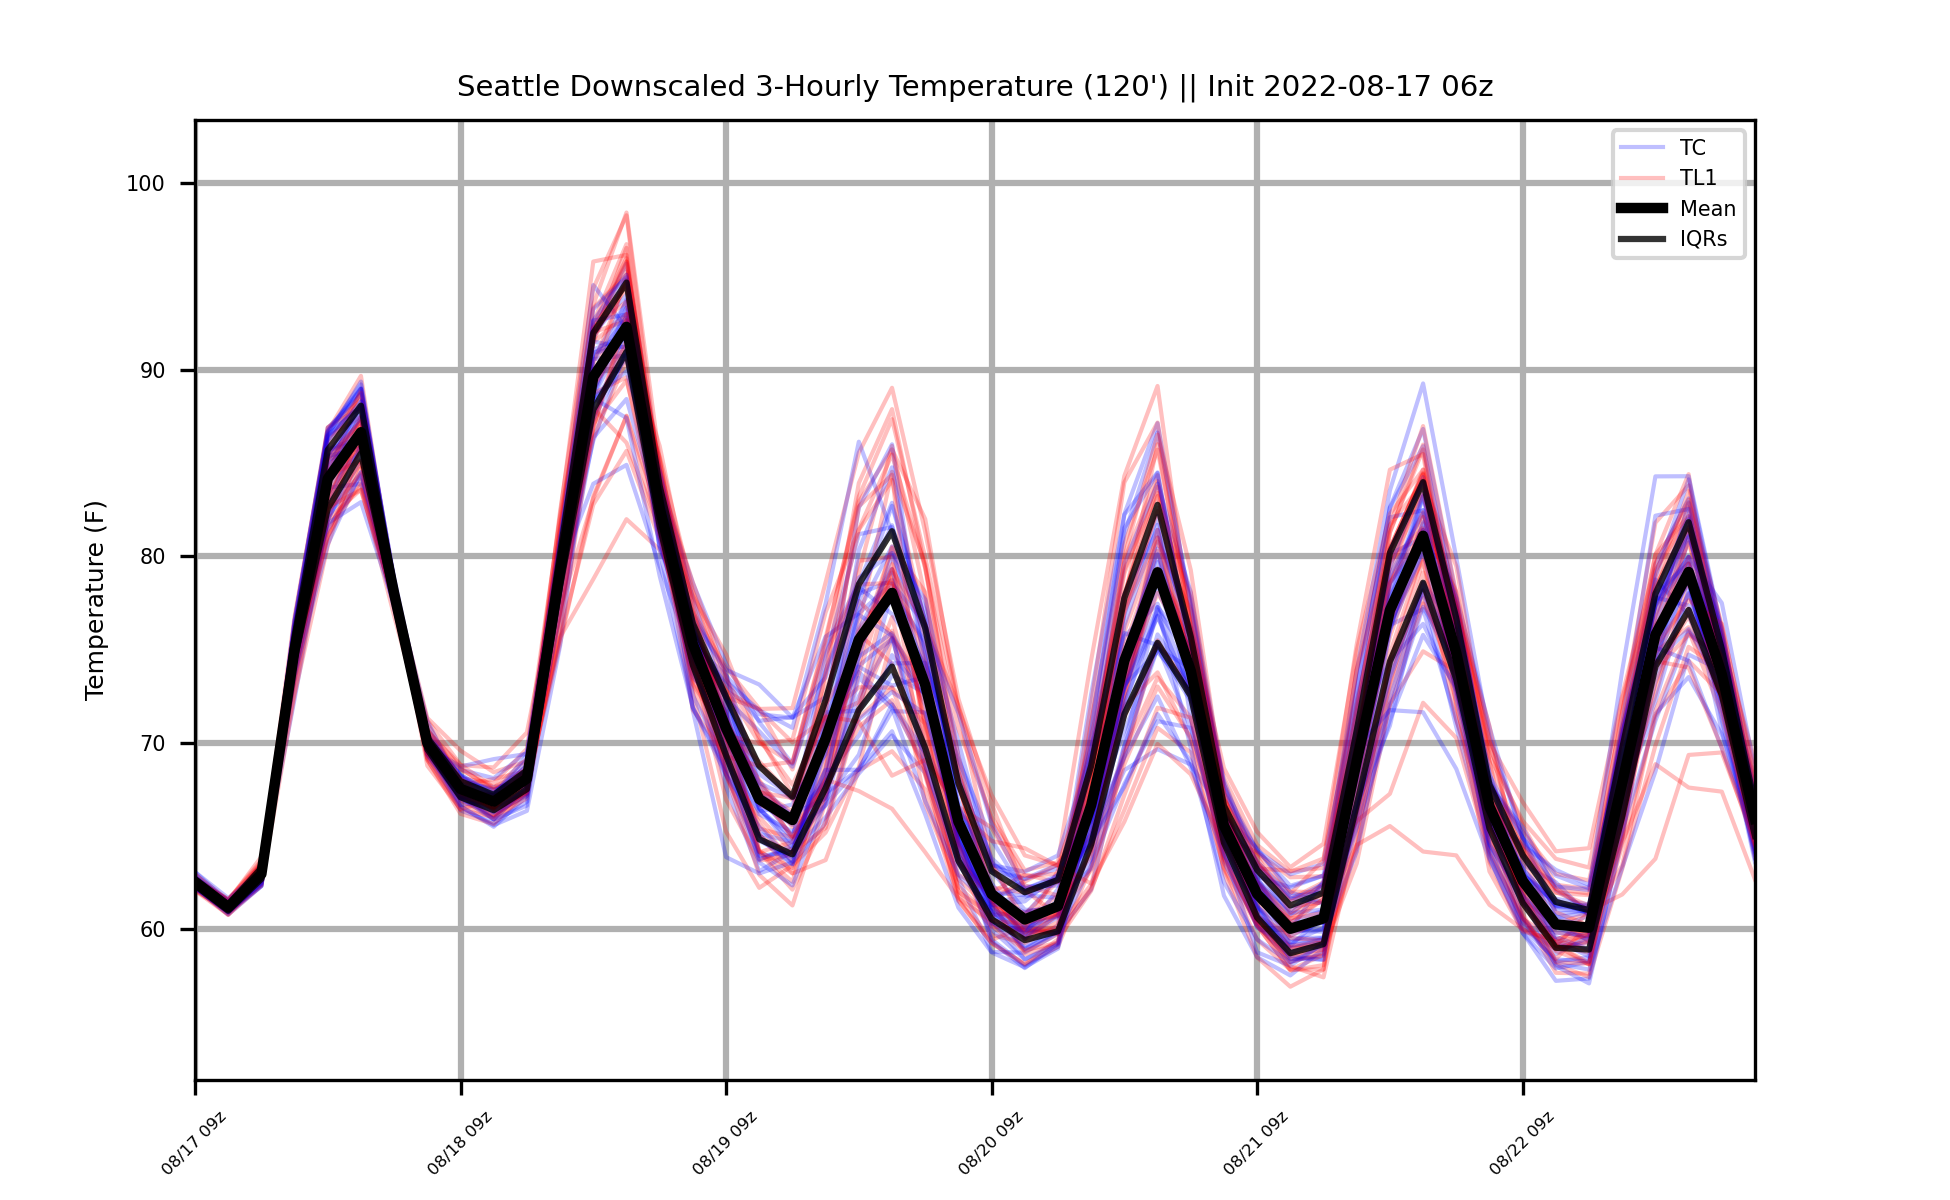 Seattle Downscaled 3-Hourly Temperature (120') || Init 2022-08-17 06z
TC
TL1
Mean
IQRs
Temperature (F)
100
90
80
70
60
08/17 09z
08/18 09z
08/19 09z
08/20 09z
08/21 09z
08/22 09z